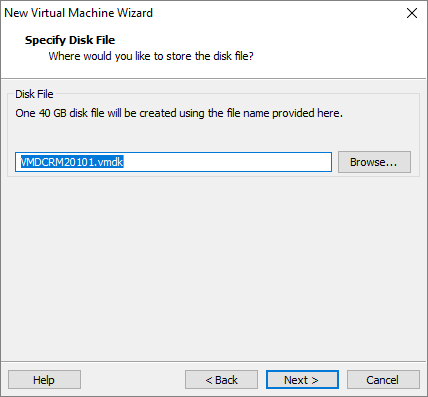 New Virtual Machine Wizard
Specify Disk File
Where would you like to store the disk file?
Disk File
One 40 GB disk file will be created using the file name provided here.
VMDCRM20101.vmdk
Browse...
Help
< Back
Next >
Cancel